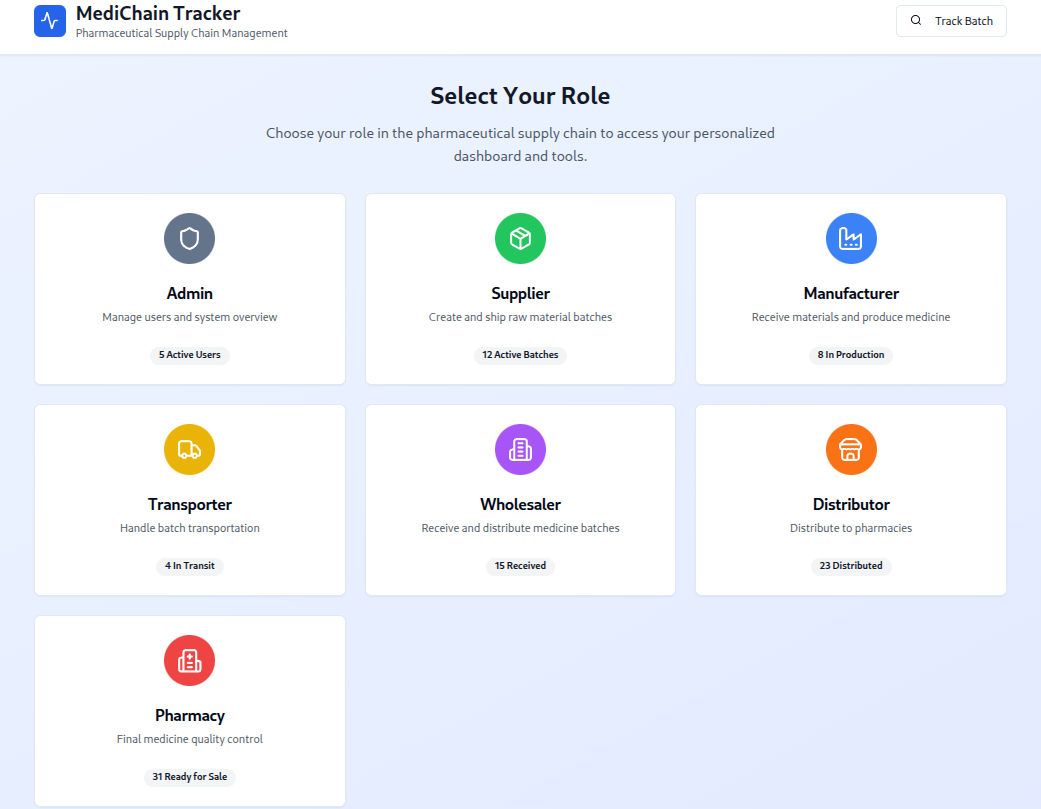 MediChain Tracker
Pharmaceutical Supply Chain Management
Track Batch
Select Your Role
Choose your role in the pharmaceutical supply chain to access your personalized
dashboard and tools.
Admin
Manage users and system overview
5 Active Users
Supplier
Create and ship raw material batches
12 Active Batches
Manufacturer
Receive materials and produce medicine
8 In Production
Transporter
Handle batch transportation
4 In Transit
Wholesaler
Receive and distribute medicine batches
15 Received
Distributor
Distribute to pharmacies
23 Distributed
Pharmacy
Final medicine quality control
31 Ready for Sale